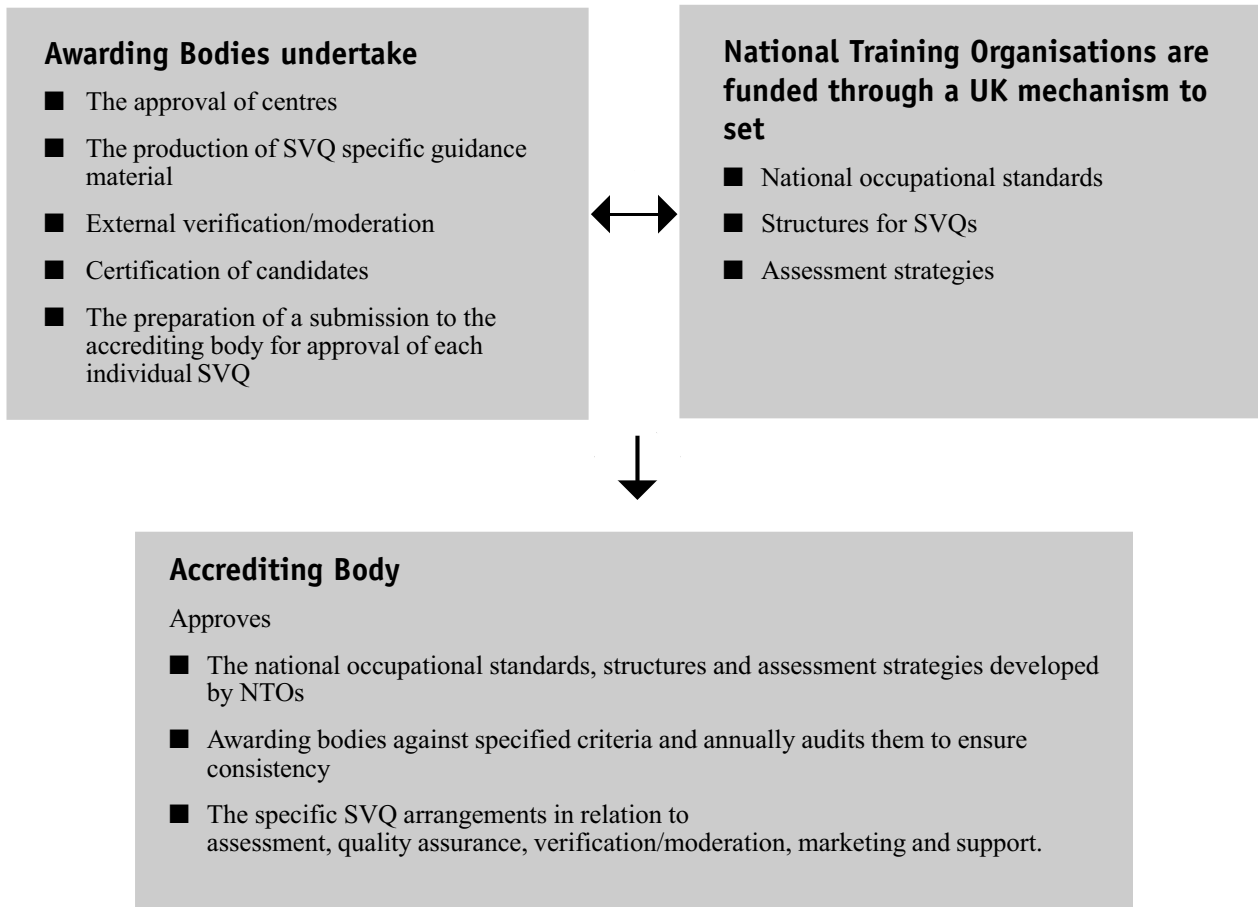 Awarding Bodies undertake
■ The approval of centres
■ The production of SVQ specific guidance
material
■ External verification/moderation
■ Certification of candidates
■ The preparation of a submission to the
accrediting body for approval of each
individual SVQ
National Training Organisations are
funded through a UK mechanism to
set
■ National occupational standards
■ Structures for SVQs
■ Assessment strategies
Accrediting Body
Approves
■ The national occupational standards, structures and assessment strategies developed
by NTOs
■ Awarding bodies against specified criteria and annually audits them to ensure
consistency
■ The specific SVQ arrangements in relation to
assessment, quality assurance, verification/moderation, marketing and support.